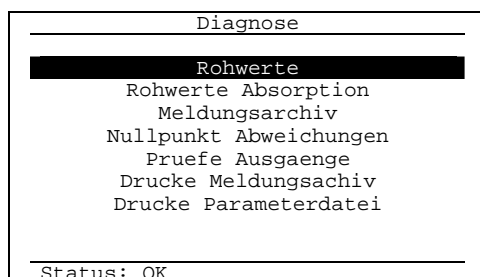 Diagnose
Rohwerte
Rohwerte Absorption
Meldungsarchiv
Nullpunkt Abweichungen
Pruefe Ausgaenge
Drucke Meldungsachiv
Drucke Parameterdatei
Status: OK